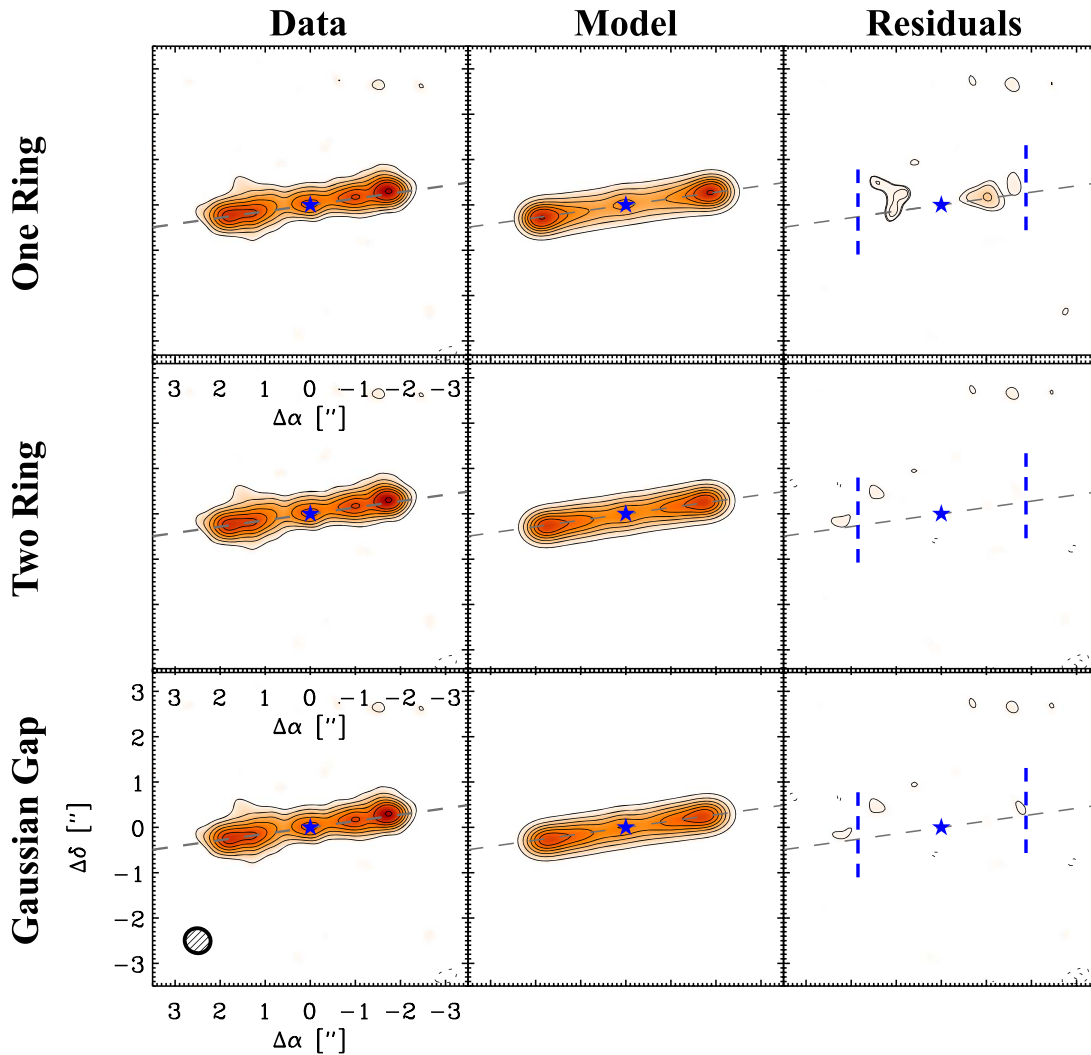 Data Model Residuals
One Ring
3 2 1 0 −1 −2 −3
Δα ["]
Two Ring
3 2 1 0 −1 −2 −3
Δα ["]
Gaussian Gap
Δδ ["]
3
2
1
0
−1
−2
−3
3 2 1 0 −1 −2 −3
Δα ["]